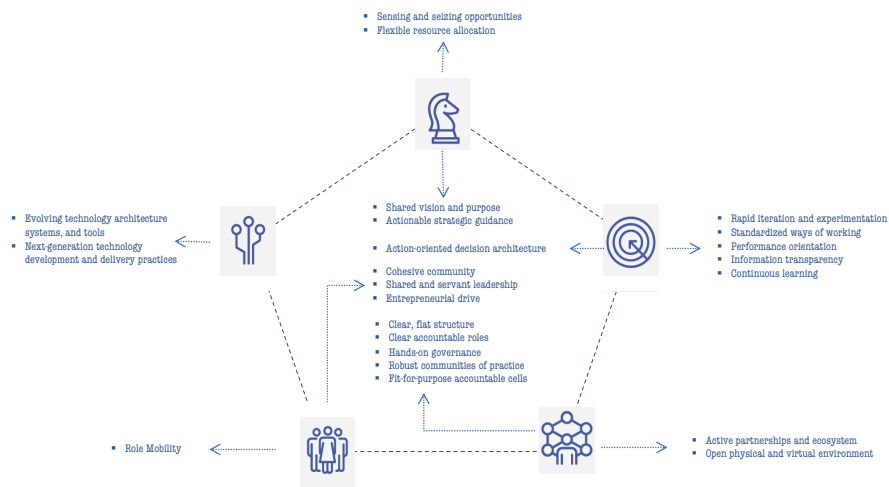 Sensing and seizing opportunities
Flexible resource allocation
Shared vision and purpose
Actionable strategic guidance
Action-oriented decision architecture
Cohesive community
Shared and servant leadership
Entrepreneurial drive
Clear, flat structure
Clear accountable roles
Hands-on governance
Robust communities of practice
Fit-for-purpose accountable cells
Evolving technology architecture
systems, and tools
Next-generation technology
development and delivery practices
Rapid iteration and experimentation
Standardized ways of working
Performance orientation
Information transparency
Continuous learning
Role Mobility
Active partnerships and ecosystem
Open physical and virtual environment